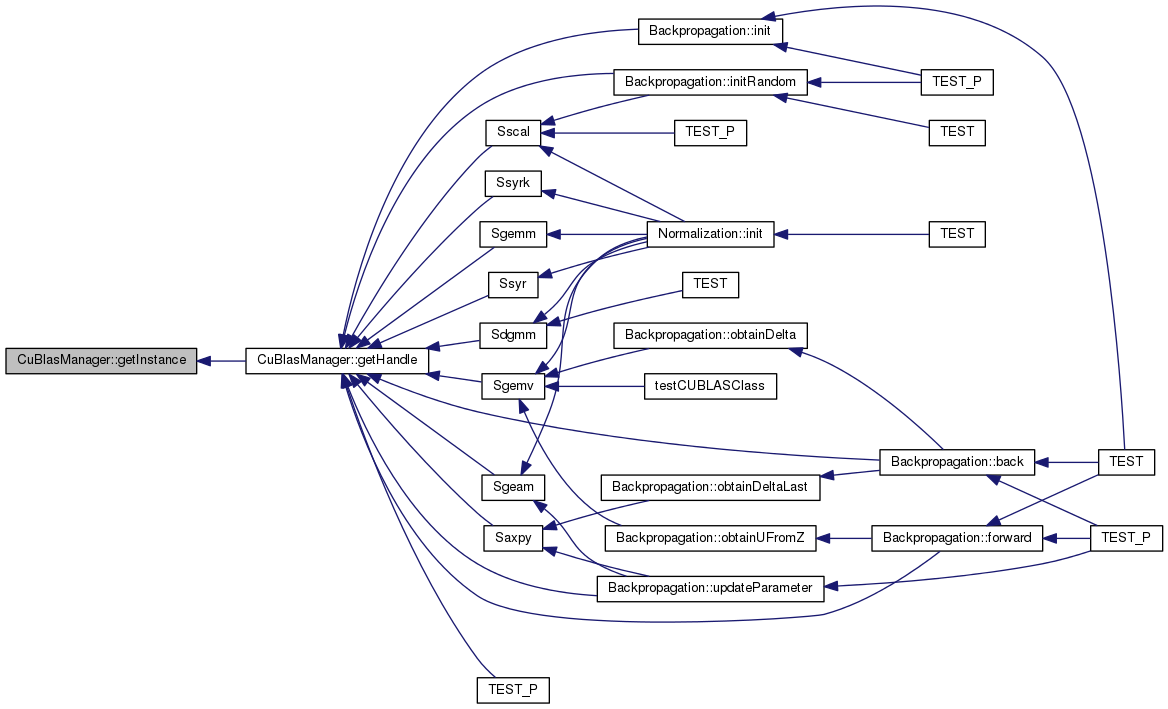 Backpropagation::init
Backpropagation::initRandom
TEST_P
Sscal
TEST_P
TEST
Ssyrk
Sgemm
Normalization::init
TEST
Ssyr
TEST
Sdgmm
Backpropagation::obtainDelta
CuBlasManager::getInstance
CuBlasManager::getHandle
Sgemv
testCUBLASClass
Backpropagation::back
TEST
Sgeam
Backpropagation::obtainDeltaLast
Saxpy
Backpropagation::obtainUFromZ
Backpropagation::forward
TEST_P
Backpropagation::updateParameter
TEST_P